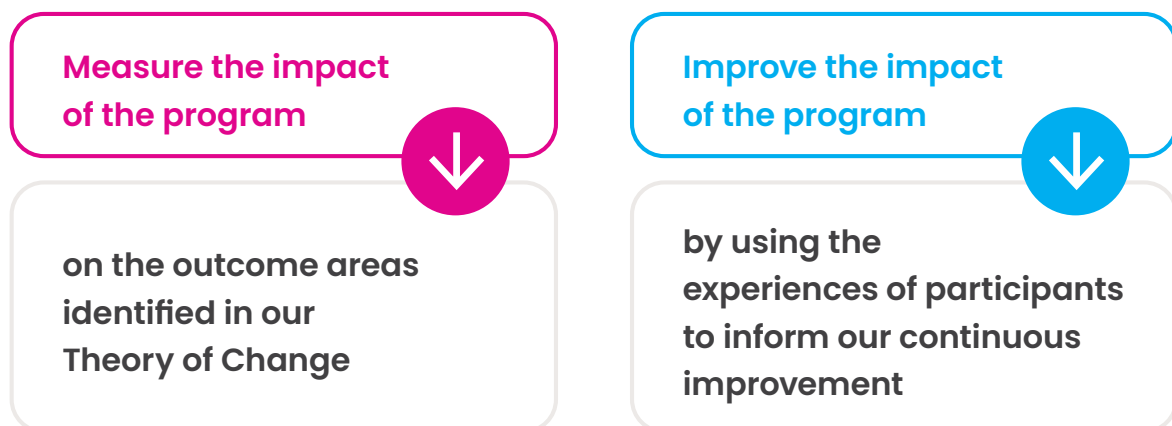 Measure the impact
of the program
on the outcome areas
identified in our
Theory of Change
Improve the impact
of the program
by using the
experiences of participants
to inform our continuous
improvement